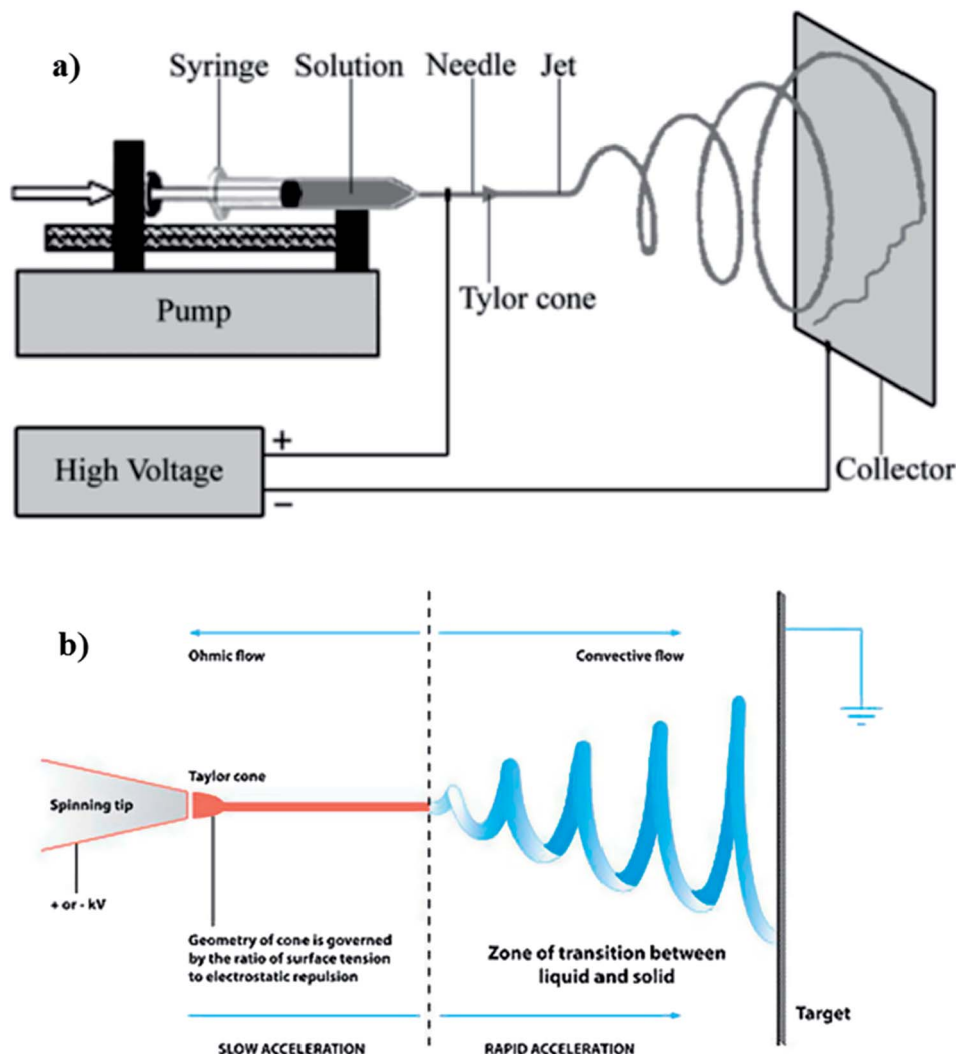 a)
Syringe Solution Needle Jet
Tylor cone
Pump
+
High Voltage
−
Collector
b)
Ohmic flow
Convective flow
Taylor cone
Spinning tip
+ or - kV
Geometry of cone is governed
by the ratio of surface tension
to electrostatic repulsion
Zone of transition between
liquid and solid
Target
SLOW ACCELERATION
RAPID ACCELERATION